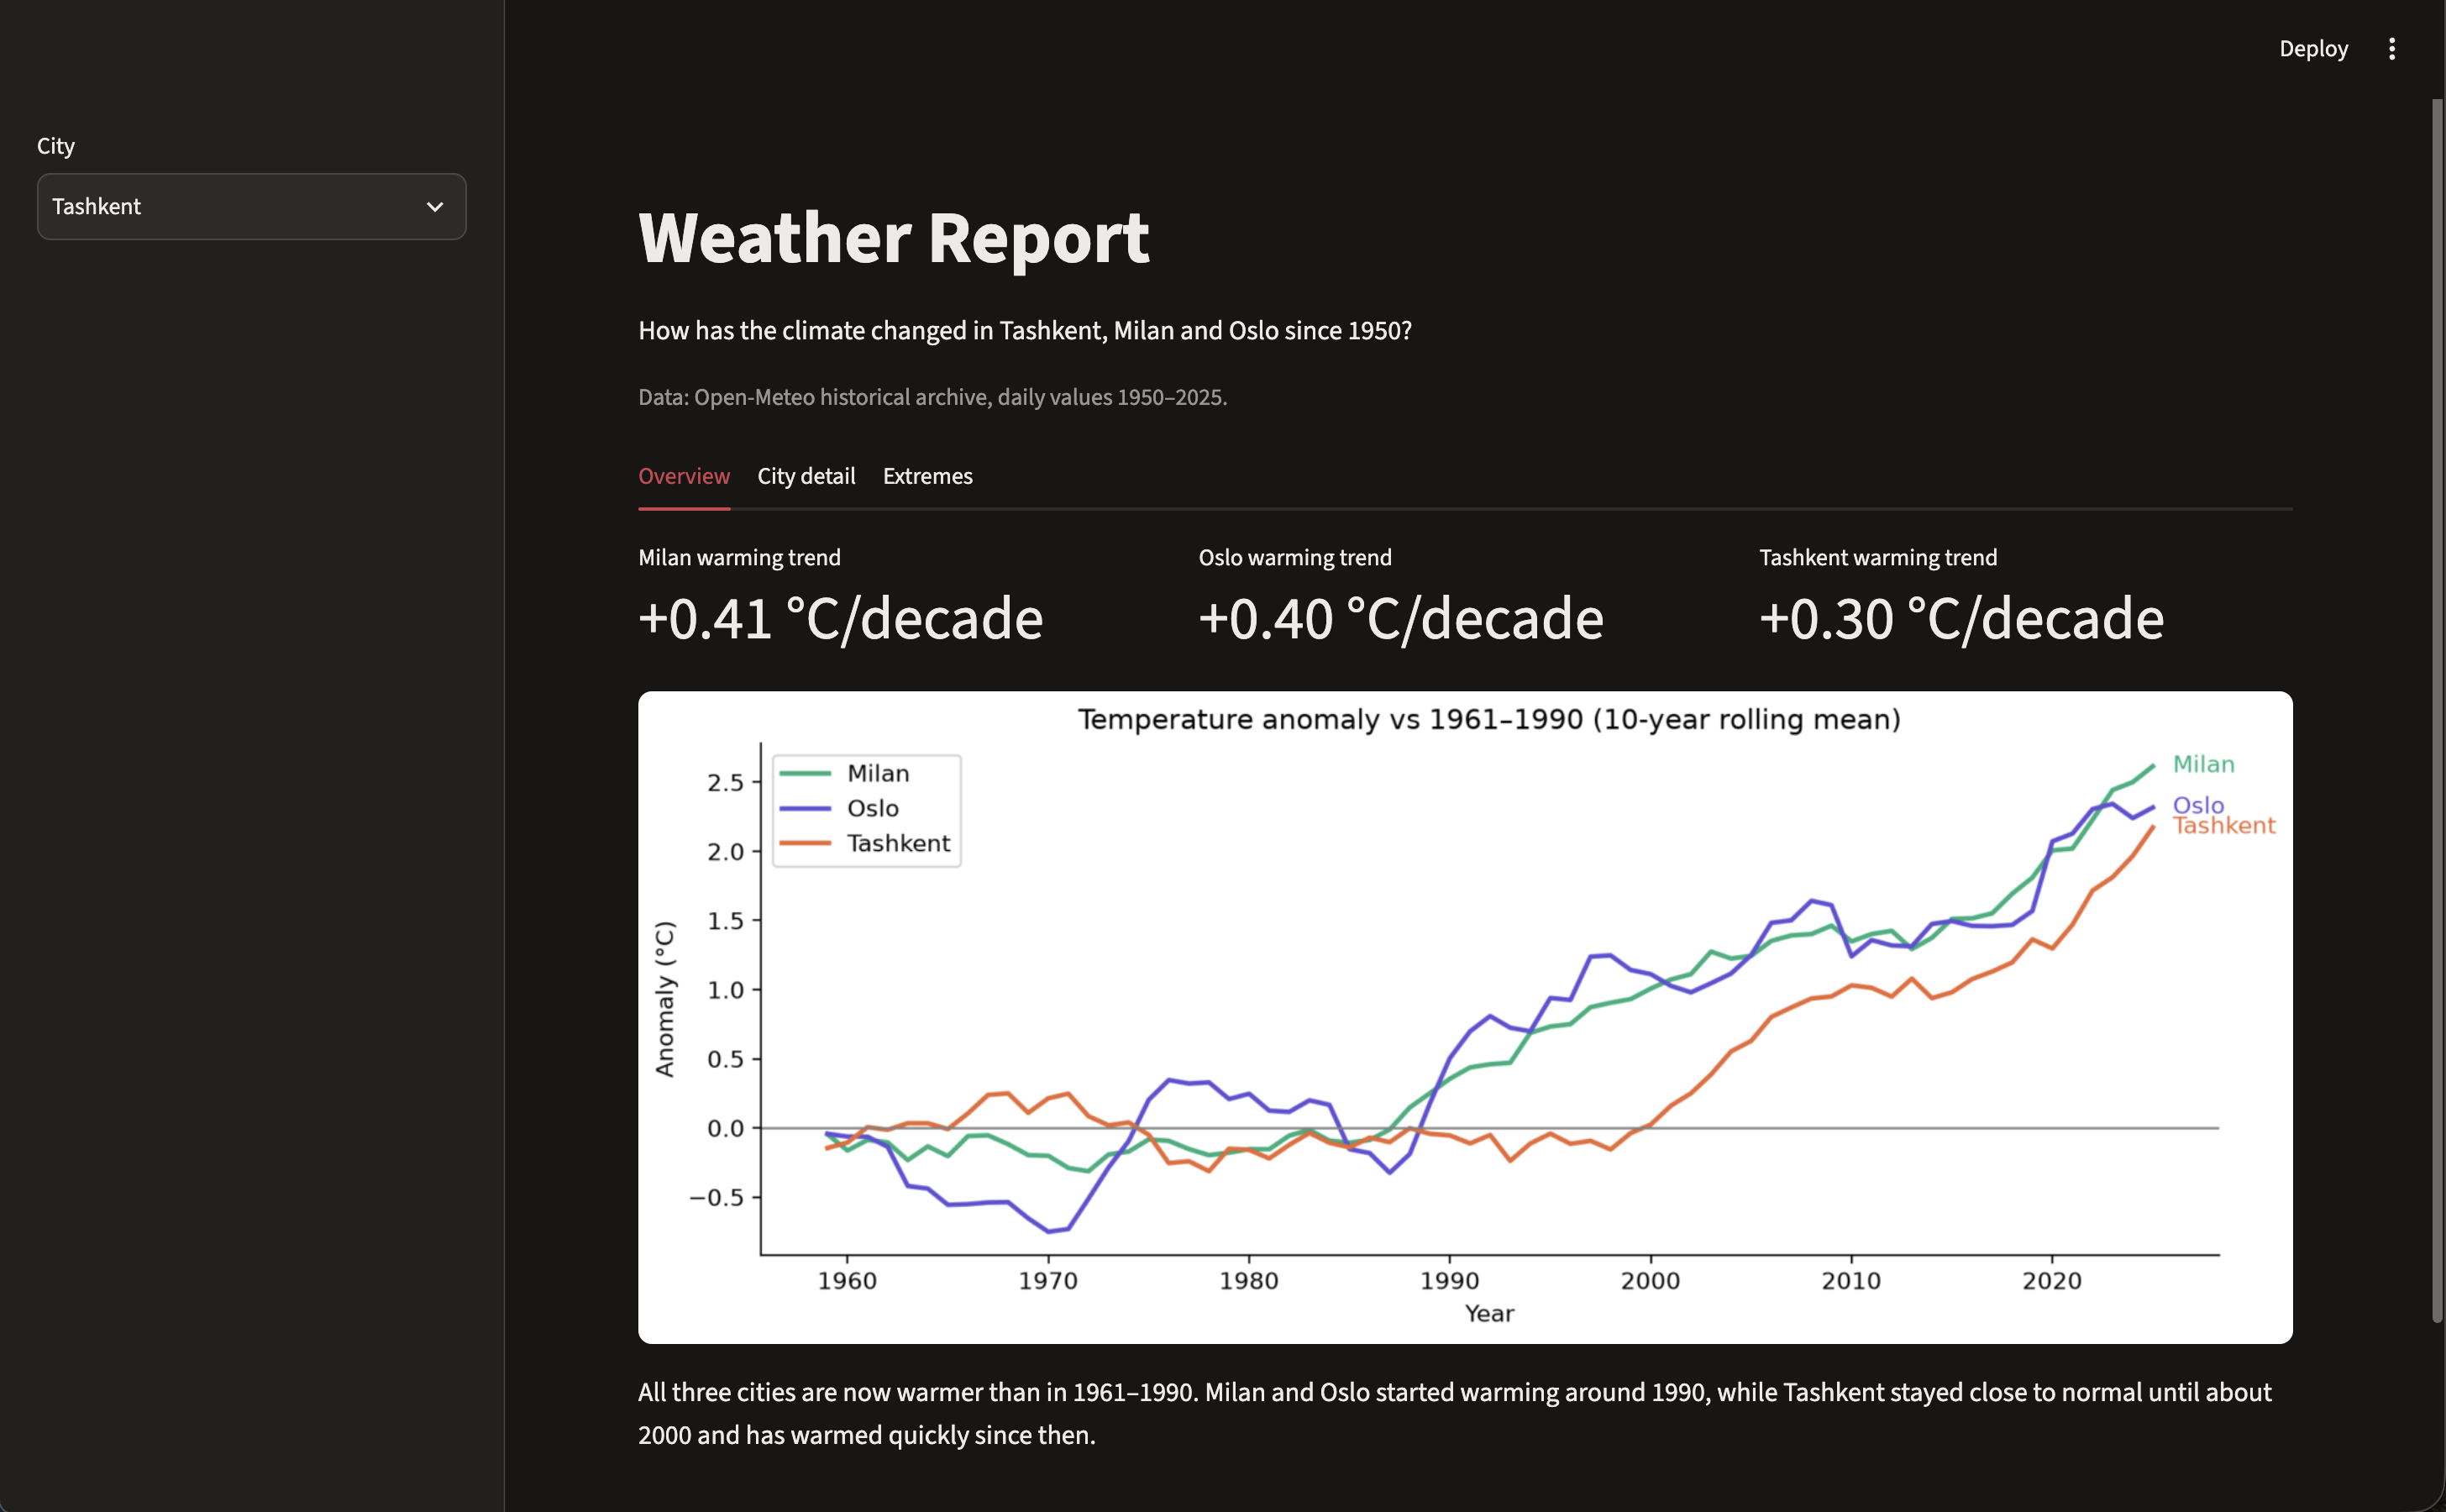 Deploy
City
Tashkent
Weather Report
How has the climate changed in Tashkent, Milan and Oslo since 1950?
Data: Open-Meteo historical archive, daily values 1950–2025.
Overview City detail Extremes
Milan warming trend
+0.41 °C/decade
Oslo warming trend
+0.40 °C/decade
Tashkent warming trend
+0.30 °C/decade
Temperature anomaly vs 1961–1990 (10-year rolling mean)
Milan
Oslo
Tashkent
Milan
Oslo
Tashkent
Anomaly (°C)
2.5
2.0
1.5
1.0
0.5
0.0
−0.5
1960 1970 1980 1990 2000 2010 2020
Year
All three cities are now warmer than in 1961–1990. Milan and Oslo started warming around 1990, while Tashkent stayed close to normal until about
2000 and has warmed quickly since then.